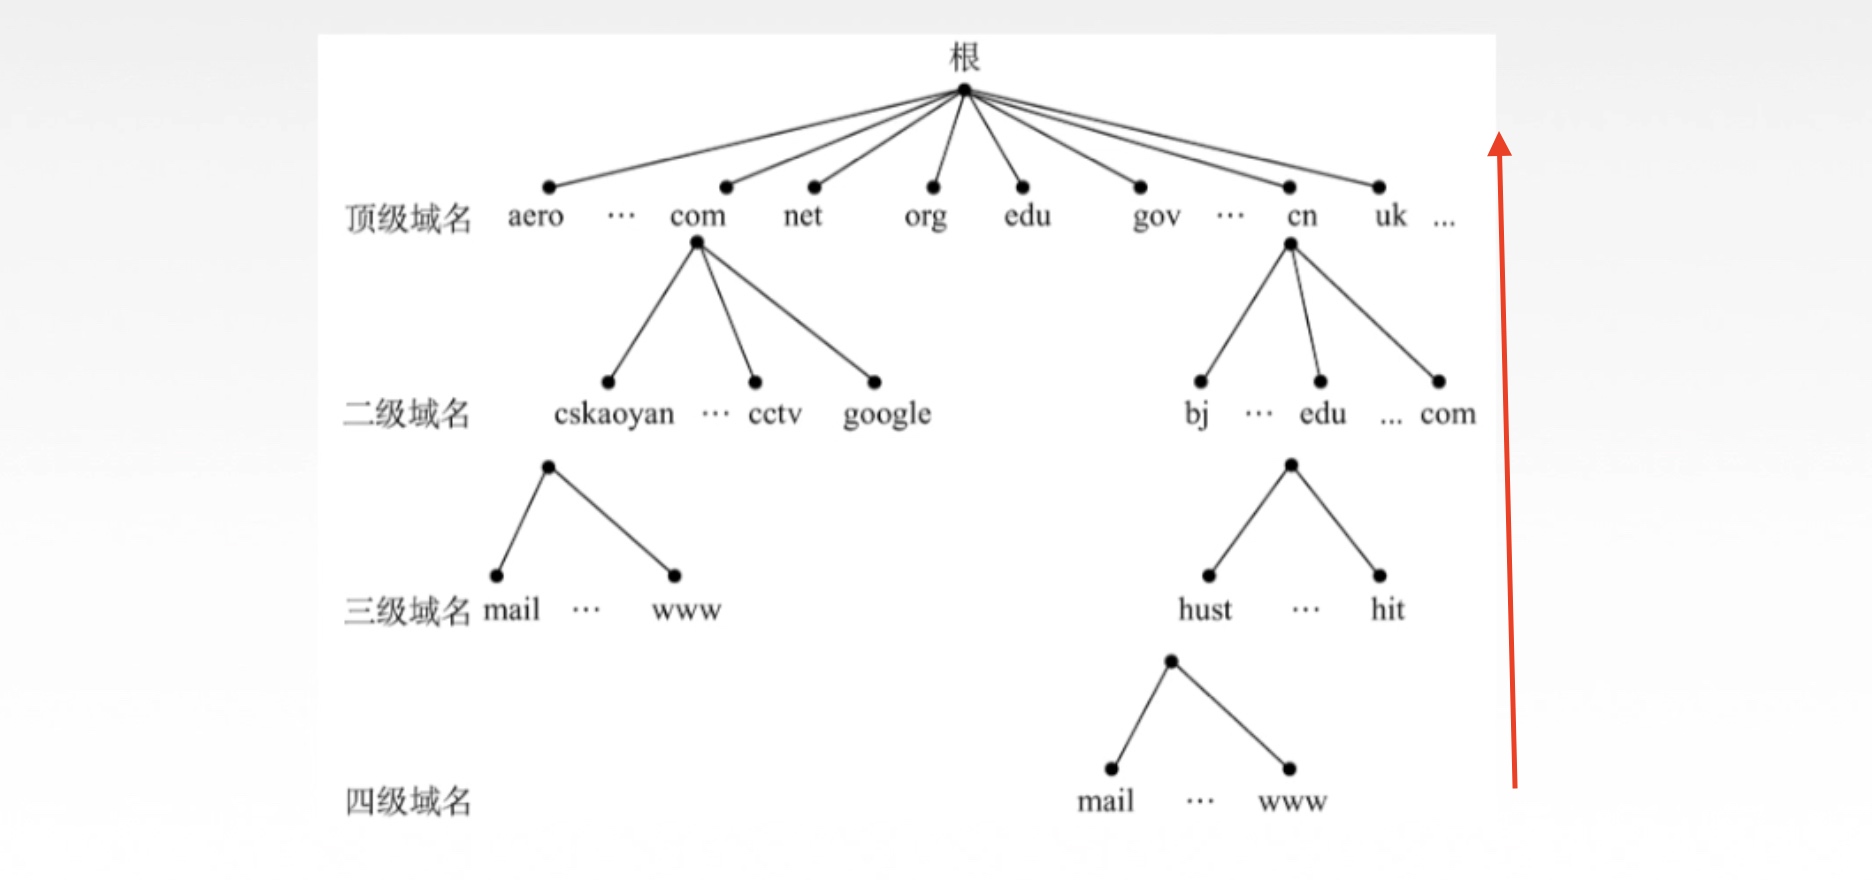 根
顶级域名 aero … com net org edu gov … cn uk ...
二级域名 cskaoyan … cctv google bj … edu ... com
三级域名 mail … www hust … hit
四级域名 mail … www